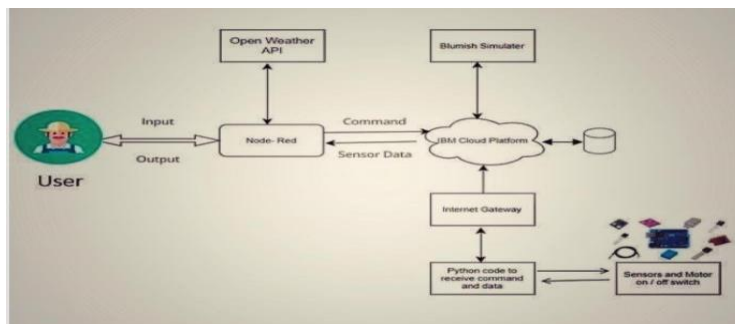 Open Weather
API
Blumish Simulater
Input
Output
User
Node- Red
Command
Sensor Data
IBM Cloud Platform
Internet Gateway
Python code to
receive command
and data
Sensors and Motor
on / off switch